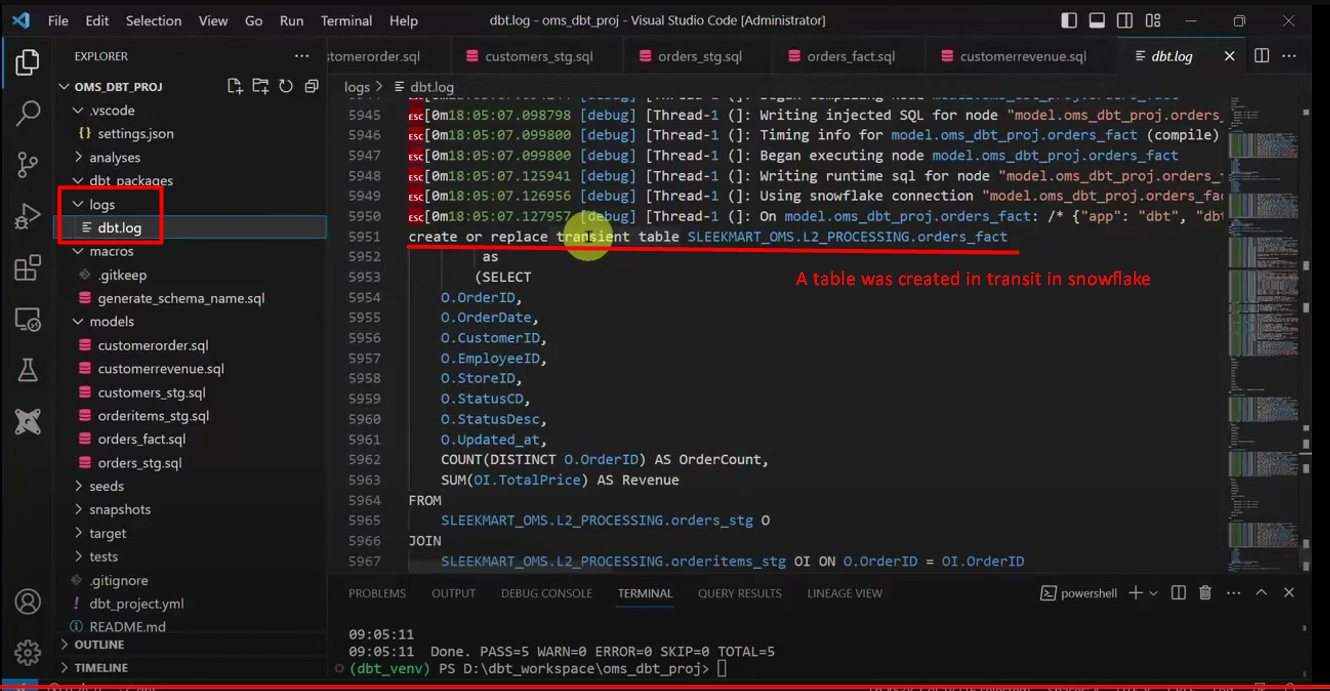 File Edit Selection View Go Run Terminal Help dbt.log - oms_dbt_proj - Visual Studio Code [Administrator]
EXPLORER
tomerorder.sql customers_stg.sql orders_stg.sql orders_fact.sql customerrevenue.sql dbt.log
OMS_DBT_PROJ
.vscode
settings.json
analyses
dbt_packages
logs
dbt.log
macros
.gitkeep
generate_schema_name.sql
models
customerorder.sql
customerrevenue.sql
customers_stg.sql
orderitems_stg.sql
orders_fact.sql
orders_stg.sql
seeds
snapshots
target
tests
.gitignore
dbt_project.yml
README.md
OUTLINE
TIMELINE
logs > dbt.log
5945 ESC[0m18:05:07.098798 [debug] [Thread-1 (]: Writing injected SQL for node "model.oms_dbt_proj.orders_
5946 ESC[0m18:05:07.099800 [debug] [Thread-1 (]: Timing info for model.oms_dbt_proj.orders_fact (compile)
5947 ESC[0m18:05:07.099800 [debug] [Thread-1 (]: Began executing node model.oms_dbt_proj.orders_fact
5948 ESC[0m18:05:07.125941 [debug] [Thread-1 (]: Writing runtime sql for node "model.oms_dbt_proj.orders_
5949 ESC[0m18:05:07.126956 [debug] [Thread-1 (]: Using snowflake connection "model.oms_dbt_proj.orders_fa
5950 ESC[0m18:05:07.127957 [debug] [Thread-1 (]: On model.oms_dbt_proj.orders_fact: /* {"app": "dbt", "dbt
5951 create or replace transient table SLEEKMART_OMS.L2_PROCESSING.orders_fact
5952 as
A table was created in transit in snowflake
5953 (SELECT
5954 O.OrderID,
5955 O.OrderDate,
5956 O.CustomerID,
5957 O.EmployeeID,
5958 O.StoreID,
5959 O.StatusCD,
5960 O.StatusDesc,
5961 O.Updated_at,
5962 COUNT(DISTINCT O.OrderID) AS OrderCount,
5963 SUM(OI.TotalPrice) AS Revenue
5964 FROM
5965 SLEEKMART_OMS.L2_PROCESSING.orders_stg O
5966 JOIN
5967 SLEEKMART_OMS.L2_PROCESSING.orderitems_stg OI ON O.OrderID = OI.OrderID
PROBLEMS OUTPUT DEBUG CONSOLE TERMINAL QUERY RESULTS LINEAGE VIEW powershell
09:05:11
09:05:11 Done. PASS=5 WARN=0 ERROR=0 SKIP=0 TOTAL=5
(dbt_venv) PS D:\dbt_workspace\oms_dbt_proj>